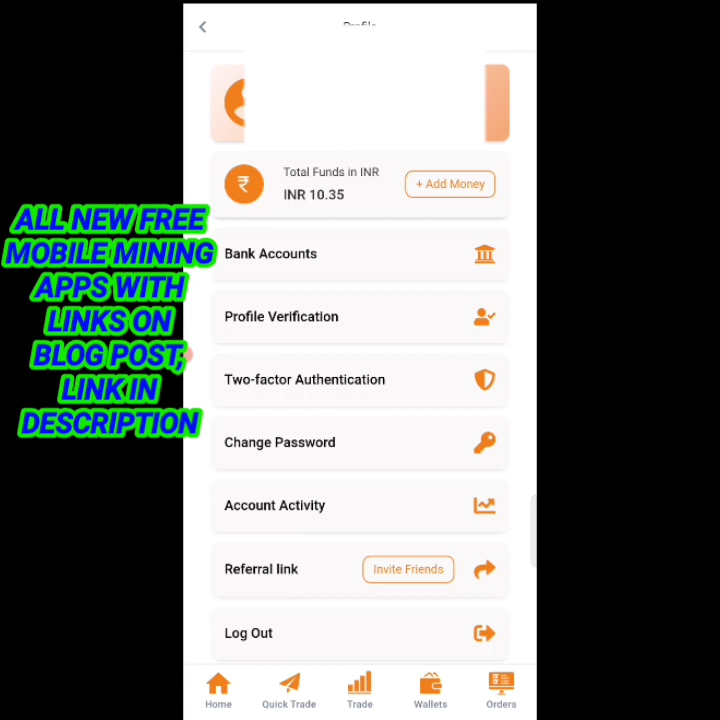 Profile
Total Funds in INR
INR 10.35
+ Add Money
ALL NEW FREE
MOBILE MINING
APPS WITH
LINKS ON
BLOG POST,
LINK IN
DESCRIPTION
Bank Accounts
Profile Verification
Two-factor Authentication
Change Password
Account Activity
Referral link
Invite Friends
Log Out
Home
Quick Trade
Trade
Wallets
Orders